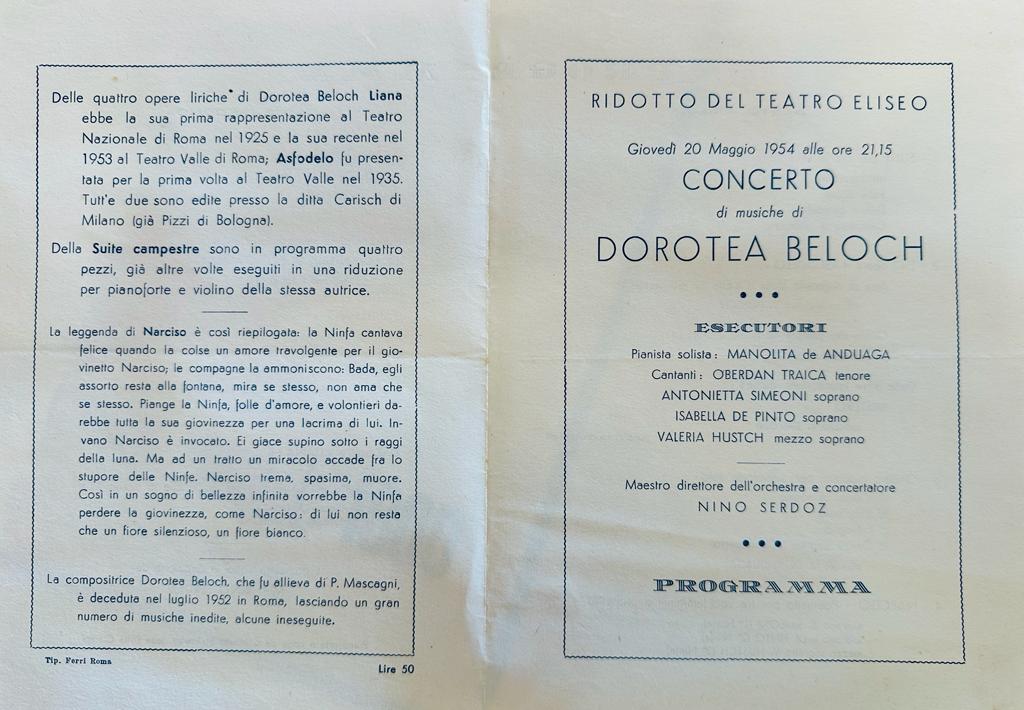 Delle quattro opere liriche di Dorotea Beloch Liana
ebbe la sua prima rappresentazione al Teatro
Nazionale di Roma nel 1925 e la sua recente nel
1953 al Teatro Valle di Roma; Asfodelo fu presen-
tata per la prima volta al Teatro Valle nel 1935.
Tutt'e due sono edite presso la ditta Carisch di
Milano (già Pizzi di Bologna).
Della Suite campestre sono in programma quattro
pezzi, già altre volte eseguiti in una riduzione
per pianoforte e violino della stessa autrice.
La leggenda di Narciso è così riepilogata: la Ninfa cantava
felice quando la colse un amore travolgente per il gio-
vinetto Narciso; le compagne la ammoniscono: Bada, egli
assorto resta alla fontana, mira se stesso, non ama che
se stesso. Piange la Ninfa, folle d'amore, e volontieri da-
rebbe tutta la sua giovinezza per una lacrima di lui. In-
vano Narciso è invocato. Ei giace supino sotto i raggi
della luna. Ma ad un tratto un miracolo accade fra lo
stupore delle Ninfe. Narciso trema, spasima, muore.
Così in un sogno di bellezza infinita vorrebbe la Ninfa
perdere la giovinezza, come Narciso: di lui non resta
che un fiore silenzioso, un fiore bianco.
La compositrice Dorotea Beloch, che fu allieva di P. Mascagni,
è deceduta nel luglio 1952 in Roma, lasciando un gran
numero di musiche inedite, alcune ineseguite.
Tip. Ferri Roma
Lire 50
RIDOTTO DEL TEATRO ELISEO
Giovedì 20 Maggio 1954 alle ore 21,15
CONCERTO
di musiche di
DOROTEA BELOCH
• • •
ESECUTORI
Pianista solista: MANOLITA de ANDUAGA
Cantanti: OBERDAN TRAICA tenore
ANTONIETTA SIMEONI soprano
ISABELLA DE PINTO soprano
VALERIA HUSTCH mezzo soprano
Maestro direttore dell'orchestra e concertatore
NINO SERDOZ
• • •
PROGRAMMA